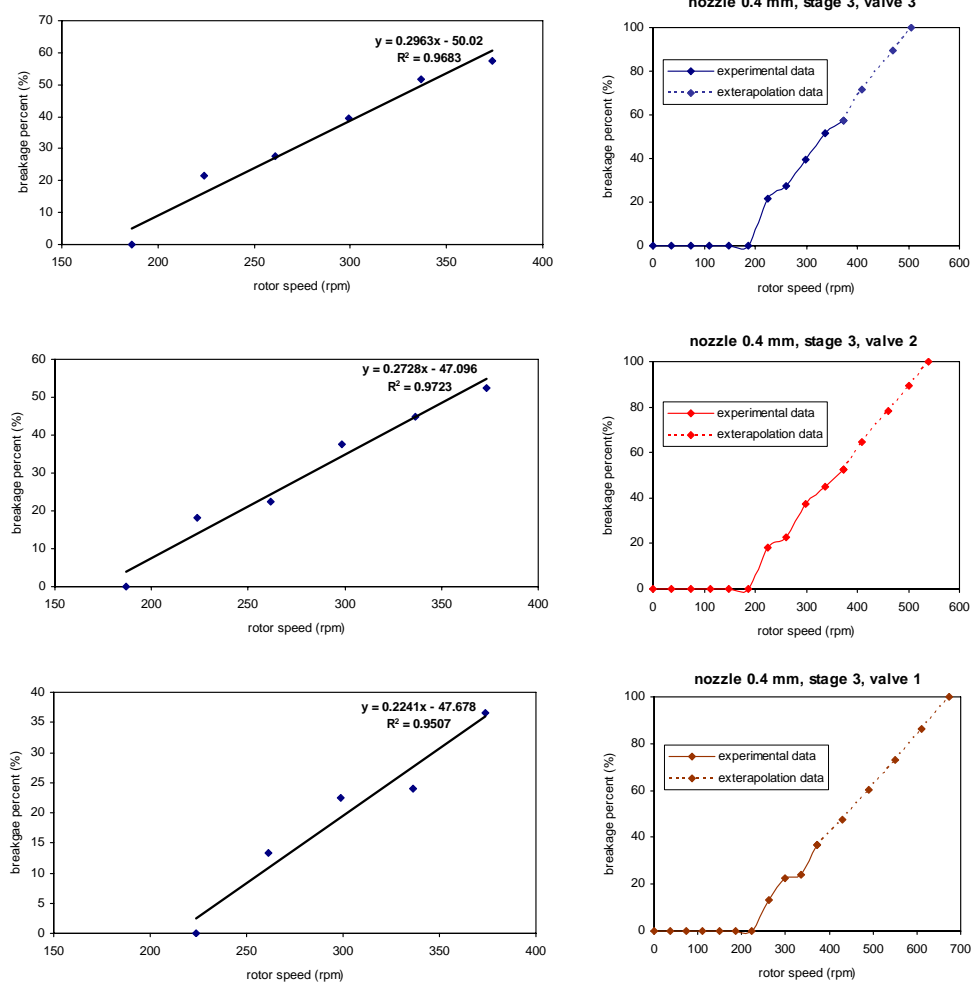 nozzle 0.4 mm, stage 3, valve 3
70
60
50
40
30
20
10
0
breakage percent (%)
y = 0.2963x - 50.02
R² = 0.9683
150 200 250 300 350 400
rotor speed (rpm)
100
80
60
40
20
0
breakage percent (%)
experimental data
exterapolation data
0 100 200 300 400 500 600
rotor speed (rpm)
60
50
40
30
20
10
0
breakage percent (%)
y = 0.2728x - 47.096
R² = 0.9723
150 200 250 300 350 400
rotor speed (rpm)
nozzle 0.4 mm, stage 3, valve 2
100
80
60
40
20
0
breakage percent(%)
experimental data
exterapolation data
0 100 200 300 400 500 600
rotor speed (rpm)
40
35
30
25
20
15
10
5
0
breakgae percent (%)
y = 0.2241x - 47.678
R² = 0.9507
150 200 250 300 350 400
rotor speed (rpm)
nozzle 0.4 mm, stage 3, valve 1
100
80
60
40
20
0
breakage percent (%)
experimental data
exterapolation data
0 100 200 300 400 500 600 700
rotor speed (rpm)